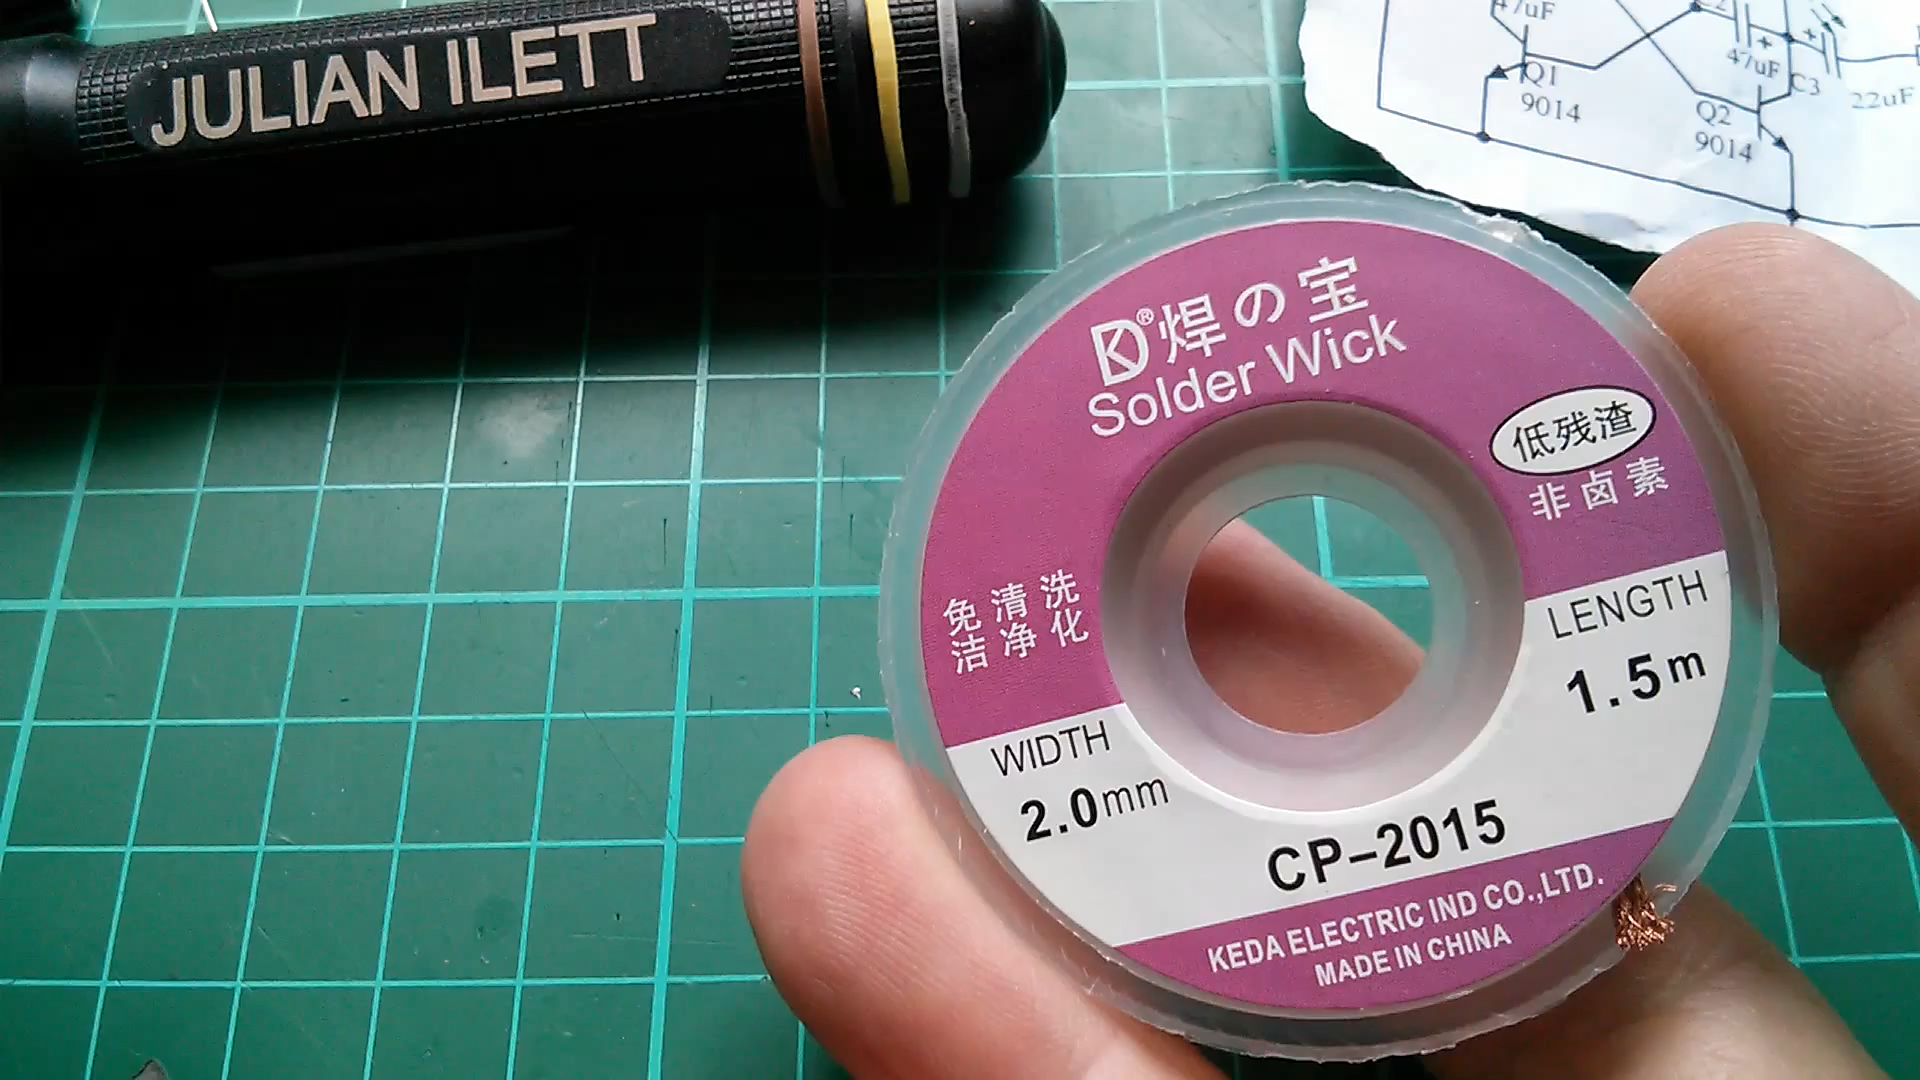 JULIAN ILETT
47uF
Q1
9014
C2
47uF
C3
22uF
Q2
9014
DK® 焊の宝
Solder Wick
低残渣
非卤素
免清洗
洁净化
LENGTH
1.5m
WIDTH
2.0mm
CP-2015
KEDA ELECTRIC IND CO.,LTD.
MADE IN CHINA